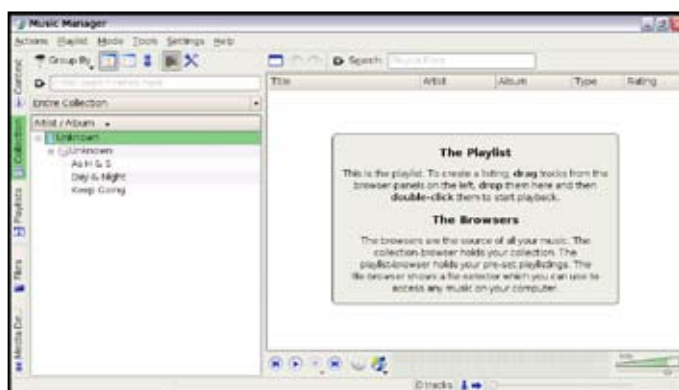 Music Manager
Actions Playlist Mode Tools Settings Help
Group By
Search:
Entire Collection
Artist / Album
Unknown
Unknown
As H & S
Day & Night
Keep Going
Context
Collection
Playlists
Files
Media De...
Title Artist Album Type Rating
The Playlist
This is the playlist. To create a listing, drag tracks from the
browser panels on the left, drop them here and then
double-click them to start playback.
The Browsers
The browsers are the source of all your music. The
collection-browser holds your collection. The
playlist-browser holds your pre-set playlistings. The
file-browser shows a file-selector which you can use to
access any music on your computer.
0 tracks